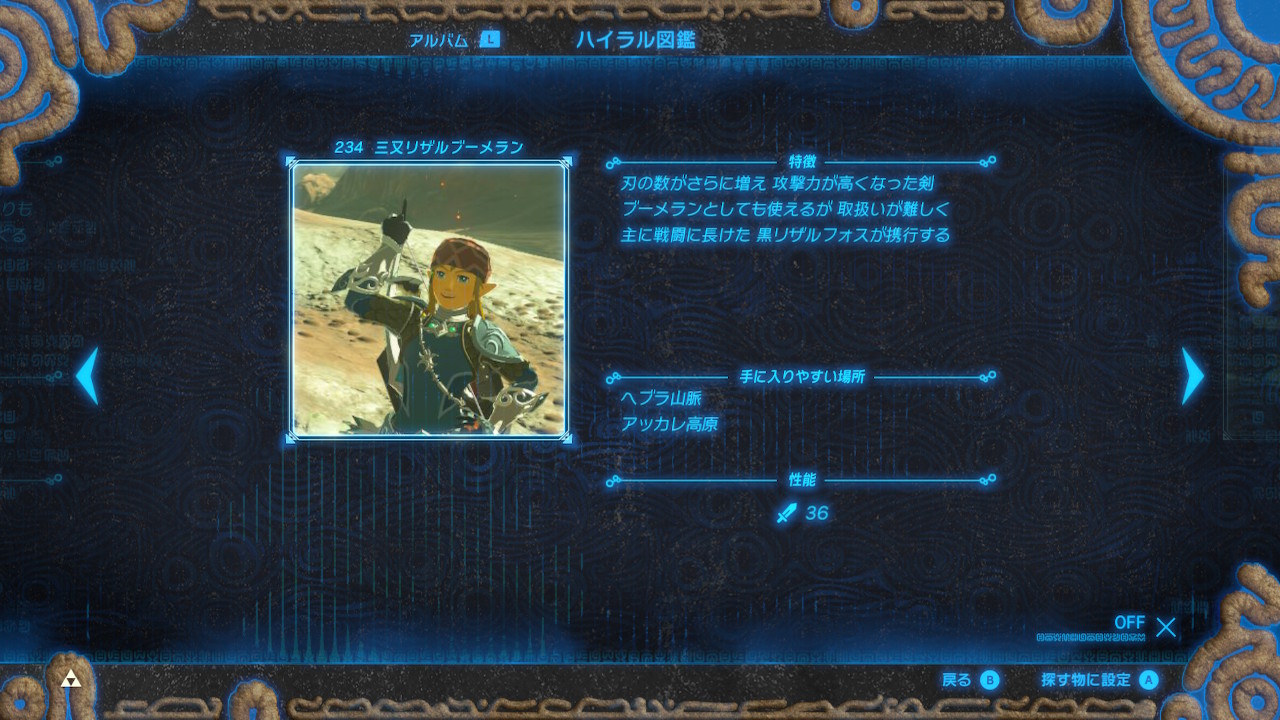 アルバム L
ハイラル図鑑
234 三又リザルブーメラン
特徴
刃の数がさらに増え 攻撃力が高くなった剣
ブーメランとしても使えるが 取扱いが難しく
主に戦闘に長けた 黒リザルフォスが携行する
手に入りやすい場所
ヘブラ山脈
アッカレ高原
性能
36
OFF
戻る B
探す物に設定 A